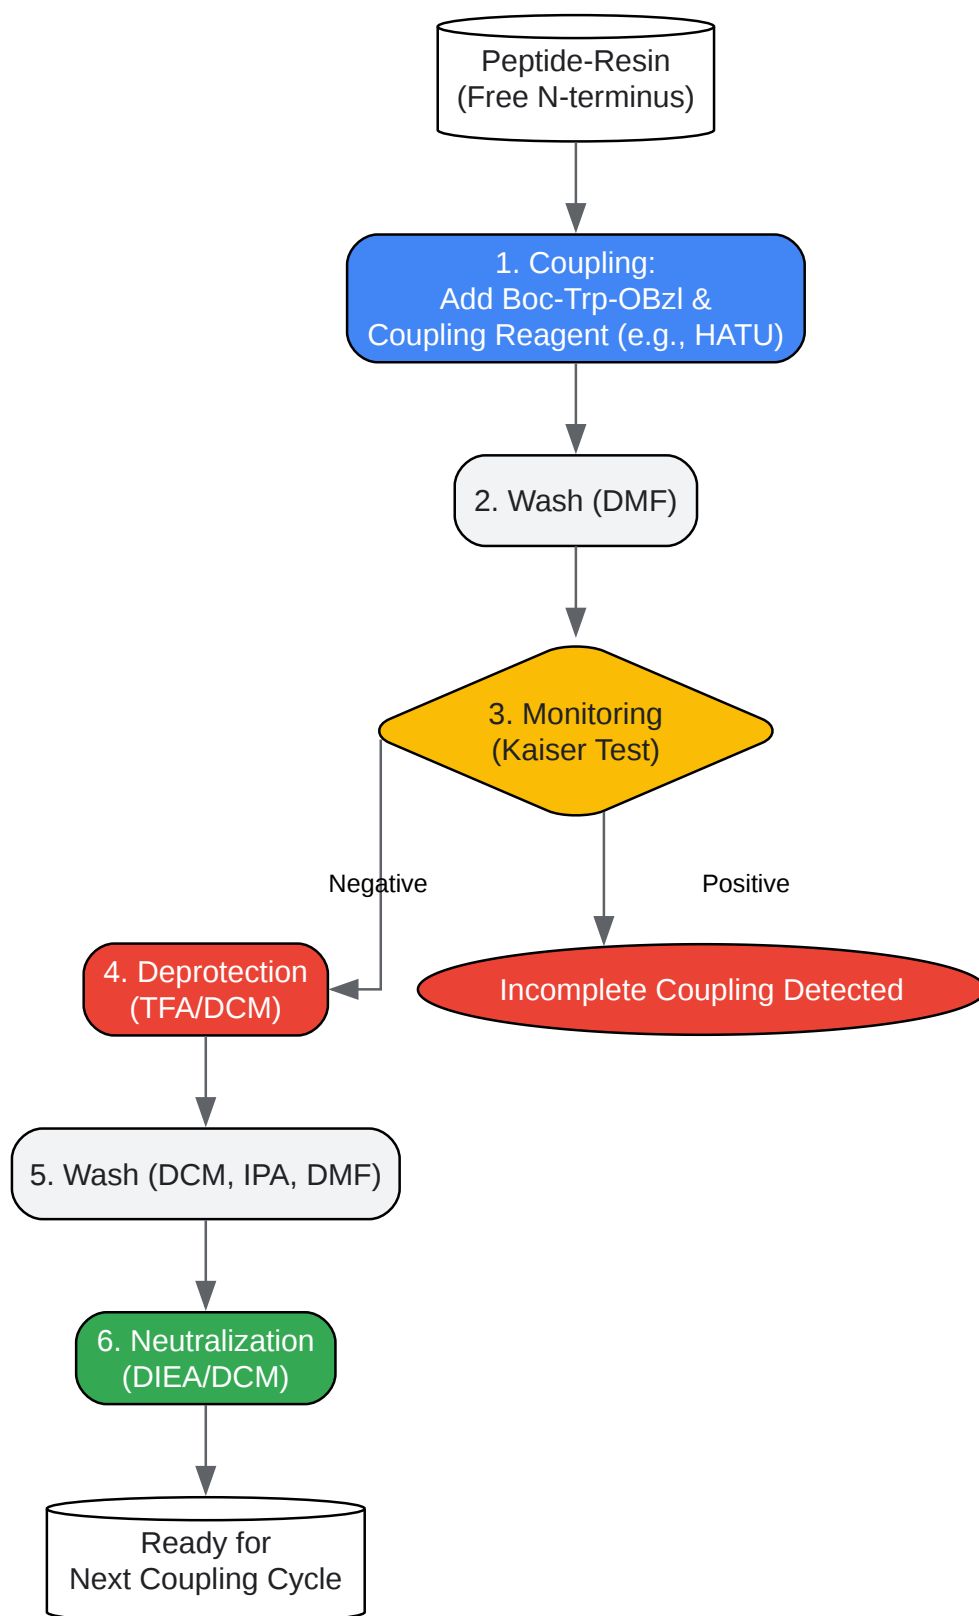 Peptide-Resin
(Free N-terminus)
1. Coupling:
Add Boc-Trp-OBzl &
Coupling Reagent (e.g., HATU)
2. Wash (DMF)
3. Monitoring
(Kaiser Test)
Negative
Positive
4. Deprotection
(TFA/DCM)
Incomplete Coupling Detected
5. Wash (DCM, IPA, DMF)
6. Neutralization
(DIEA/DCM)
Ready for
Next Coupling Cycle